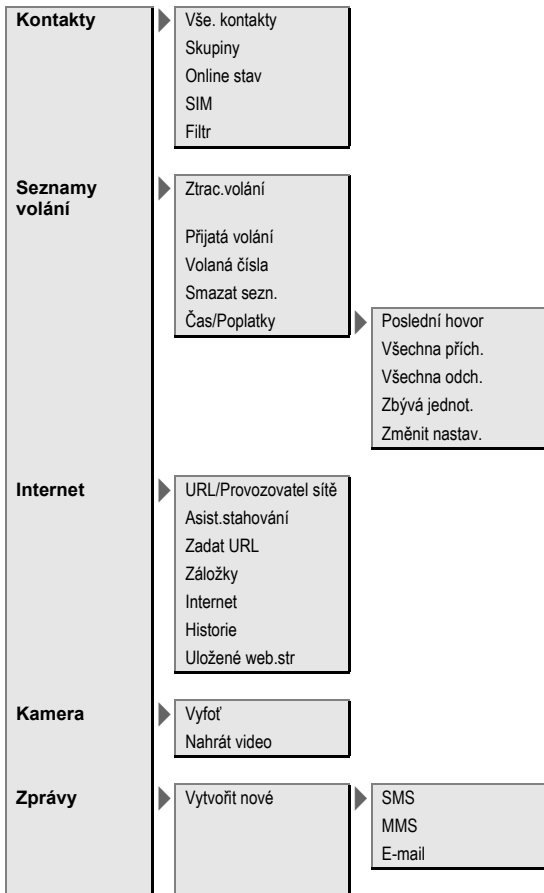 Kontakty
Vše. kontakty
Skupiny
Online stav
SIM
Filtr
Seznamy
volání
Ztrac.volání
Přijatá volání
Volaná čísla
Smazat sezn.
Čas/Poplatky
Poslední hovor
Všechna přích.
Všechna odch.
Zbývá jednot.
Změnit nastav.
Internet
URL/Provozovatel sítě
Asist.stahování
Zadat URL
Záložky
Internet
Historie
Uložené web.str
Kamera
Vyfoť
Nahrát video
Zprávy
Vytvořit nové
SMS
MMS
E-mail